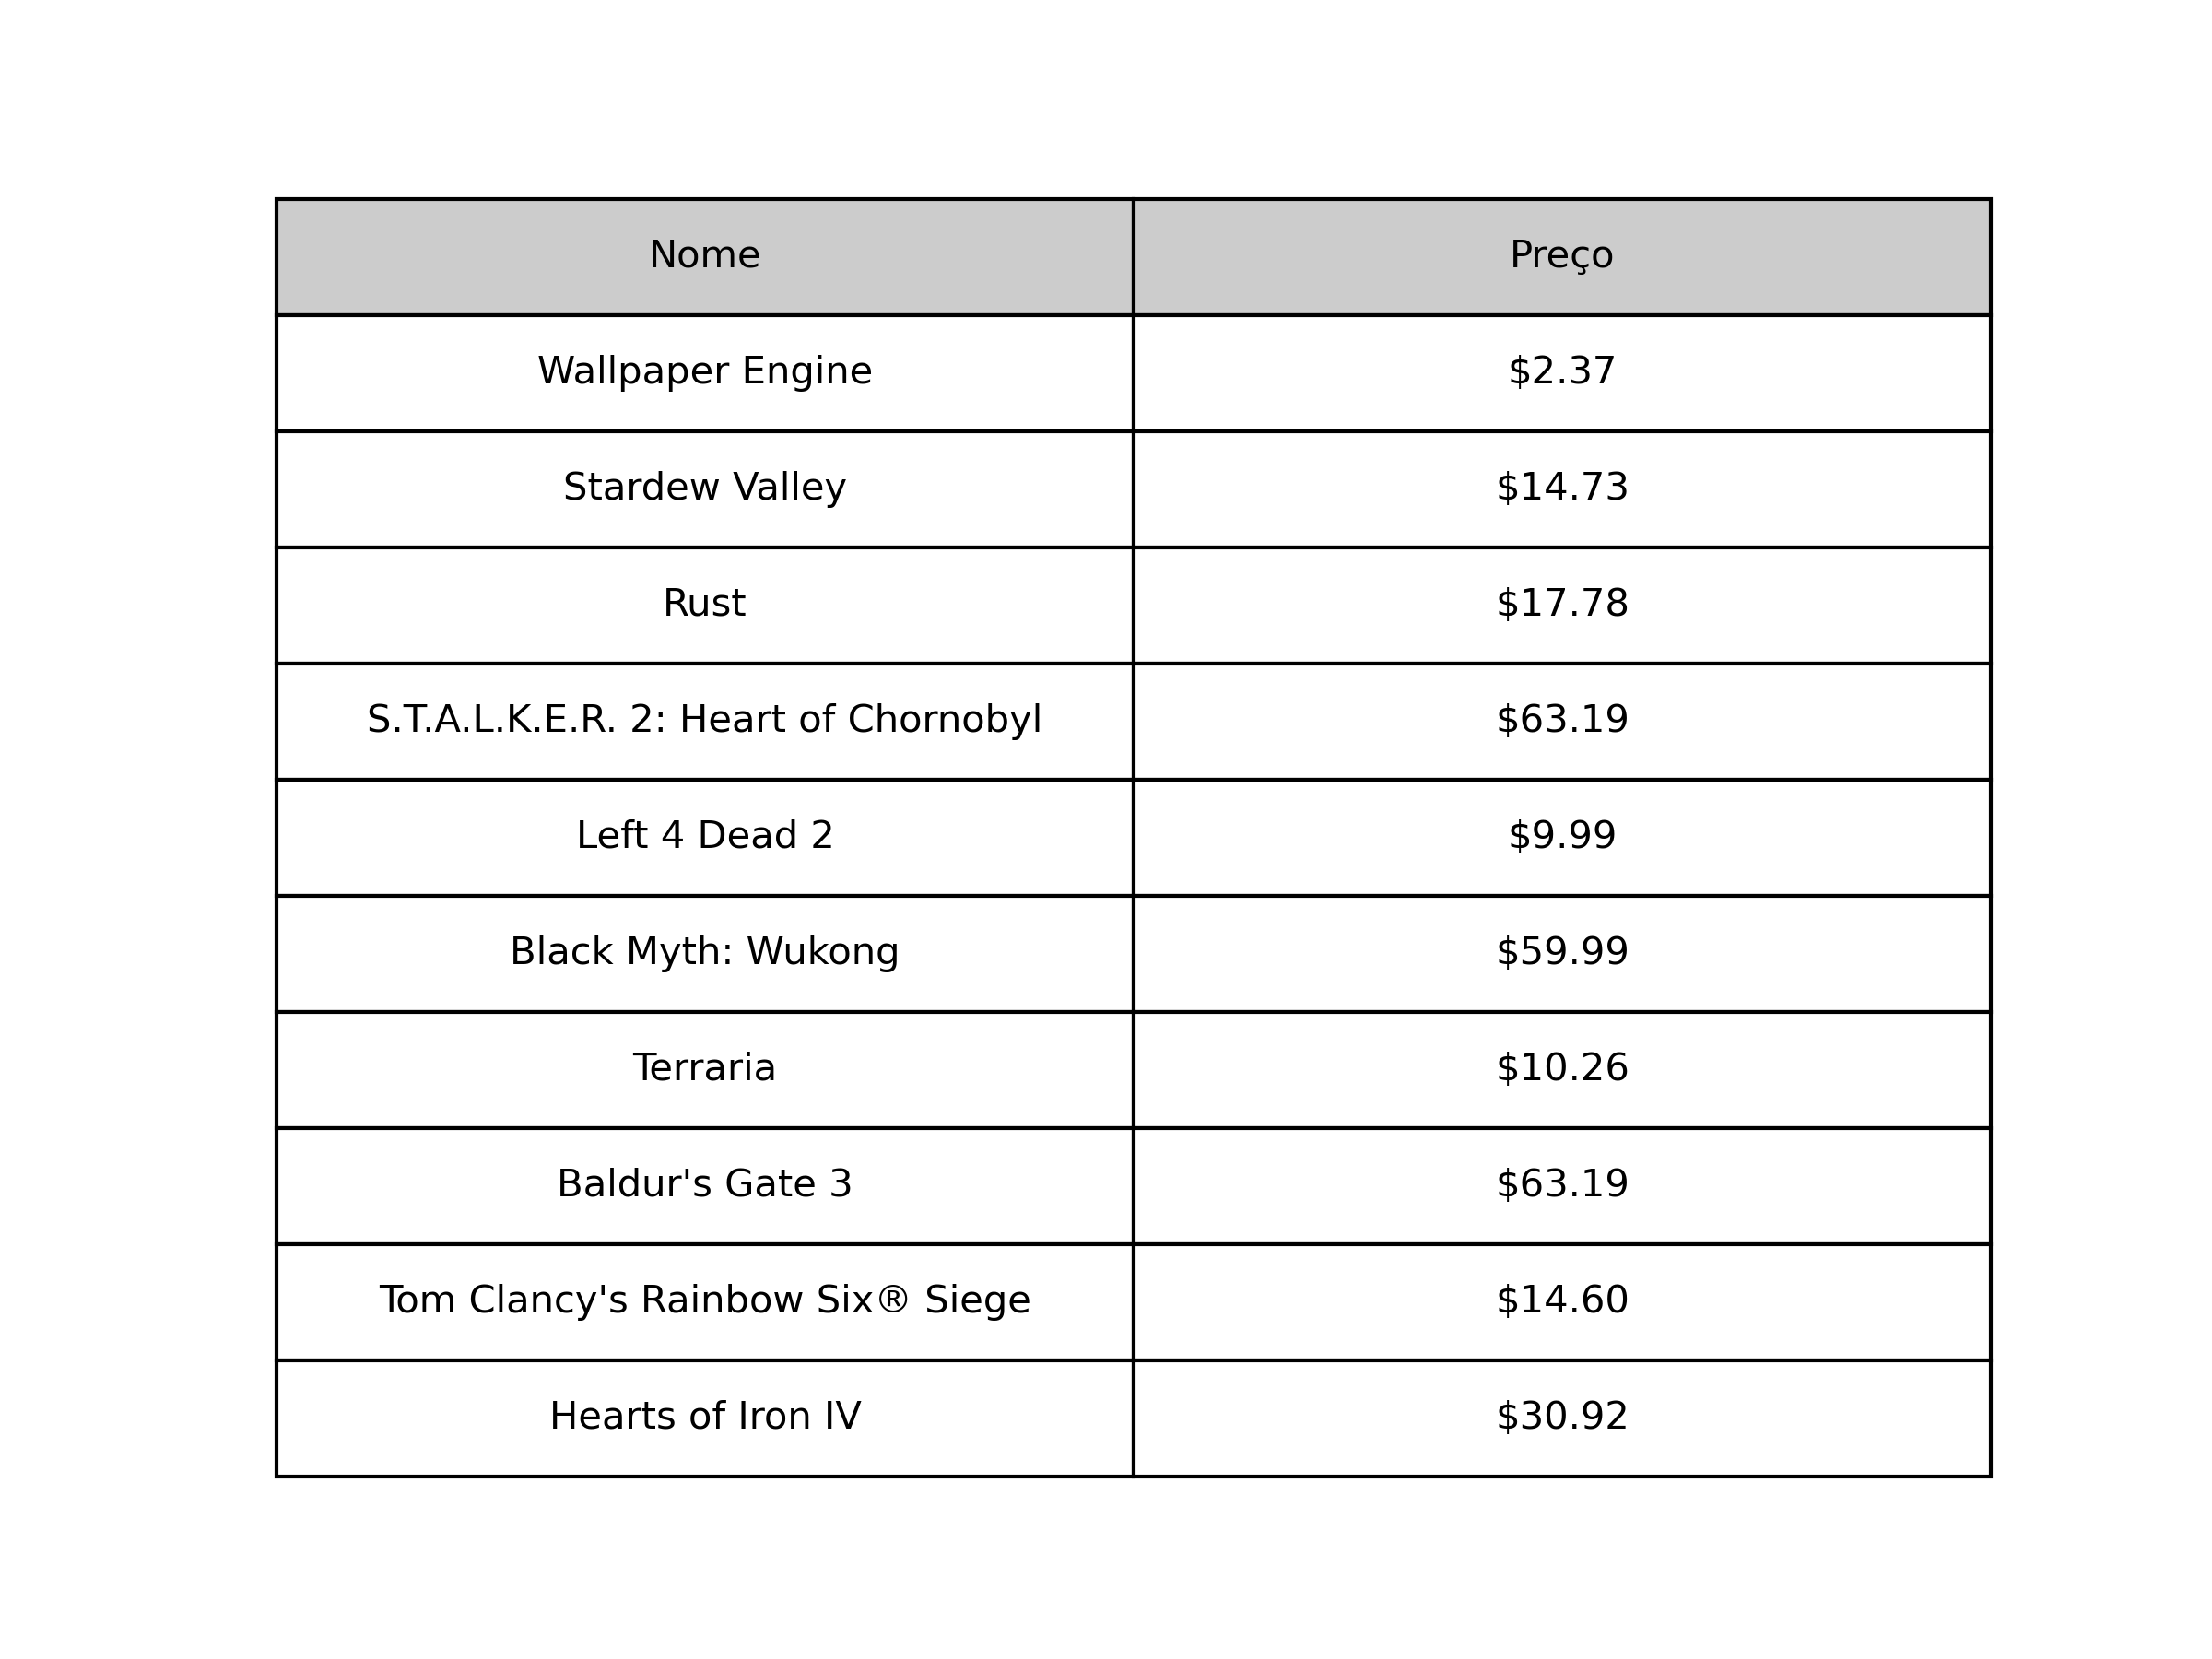 Nome Preço
Wallpaper Engine $2.37
Stardew Valley $14.73
Rust $17.78
S.T.A.L.K.E.R. 2: Heart of Chornobyl $63.19
Left 4 Dead 2 $9.99
Black Myth: Wukong $59.99
Terraria $10.26
Baldur's Gate 3 $63.19
Tom Clancy's Rainbow Six® Siege $14.60
Hearts of Iron IV $30.92